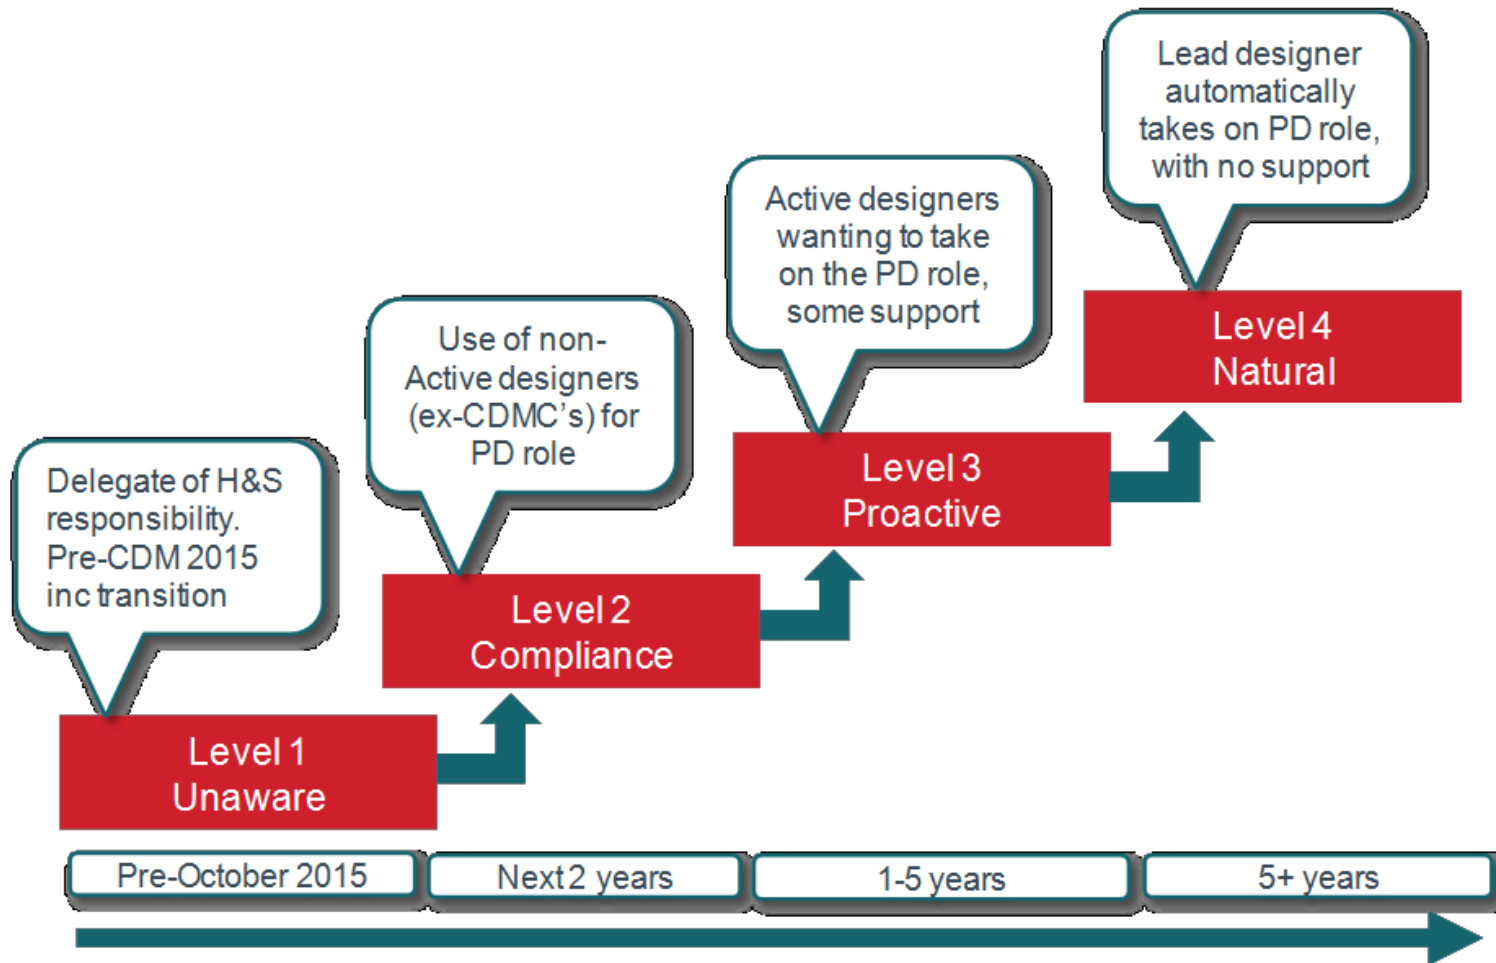 Lead designer
automatically
takes on PD role,
with no support
Active designers
wanting to take
on the PD role,
some support
Level 4
Natural
Use of non-
Active designers
(ex-CDMC's) for
PD role
Level 3
Proactive
Delegate of H&S
responsibility.
Pre-CDM 2015
inc transition
Level 2
Compliance
Level 1
Unaware
Pre-October 2015
Next 2 years
1-5 years
5+ years